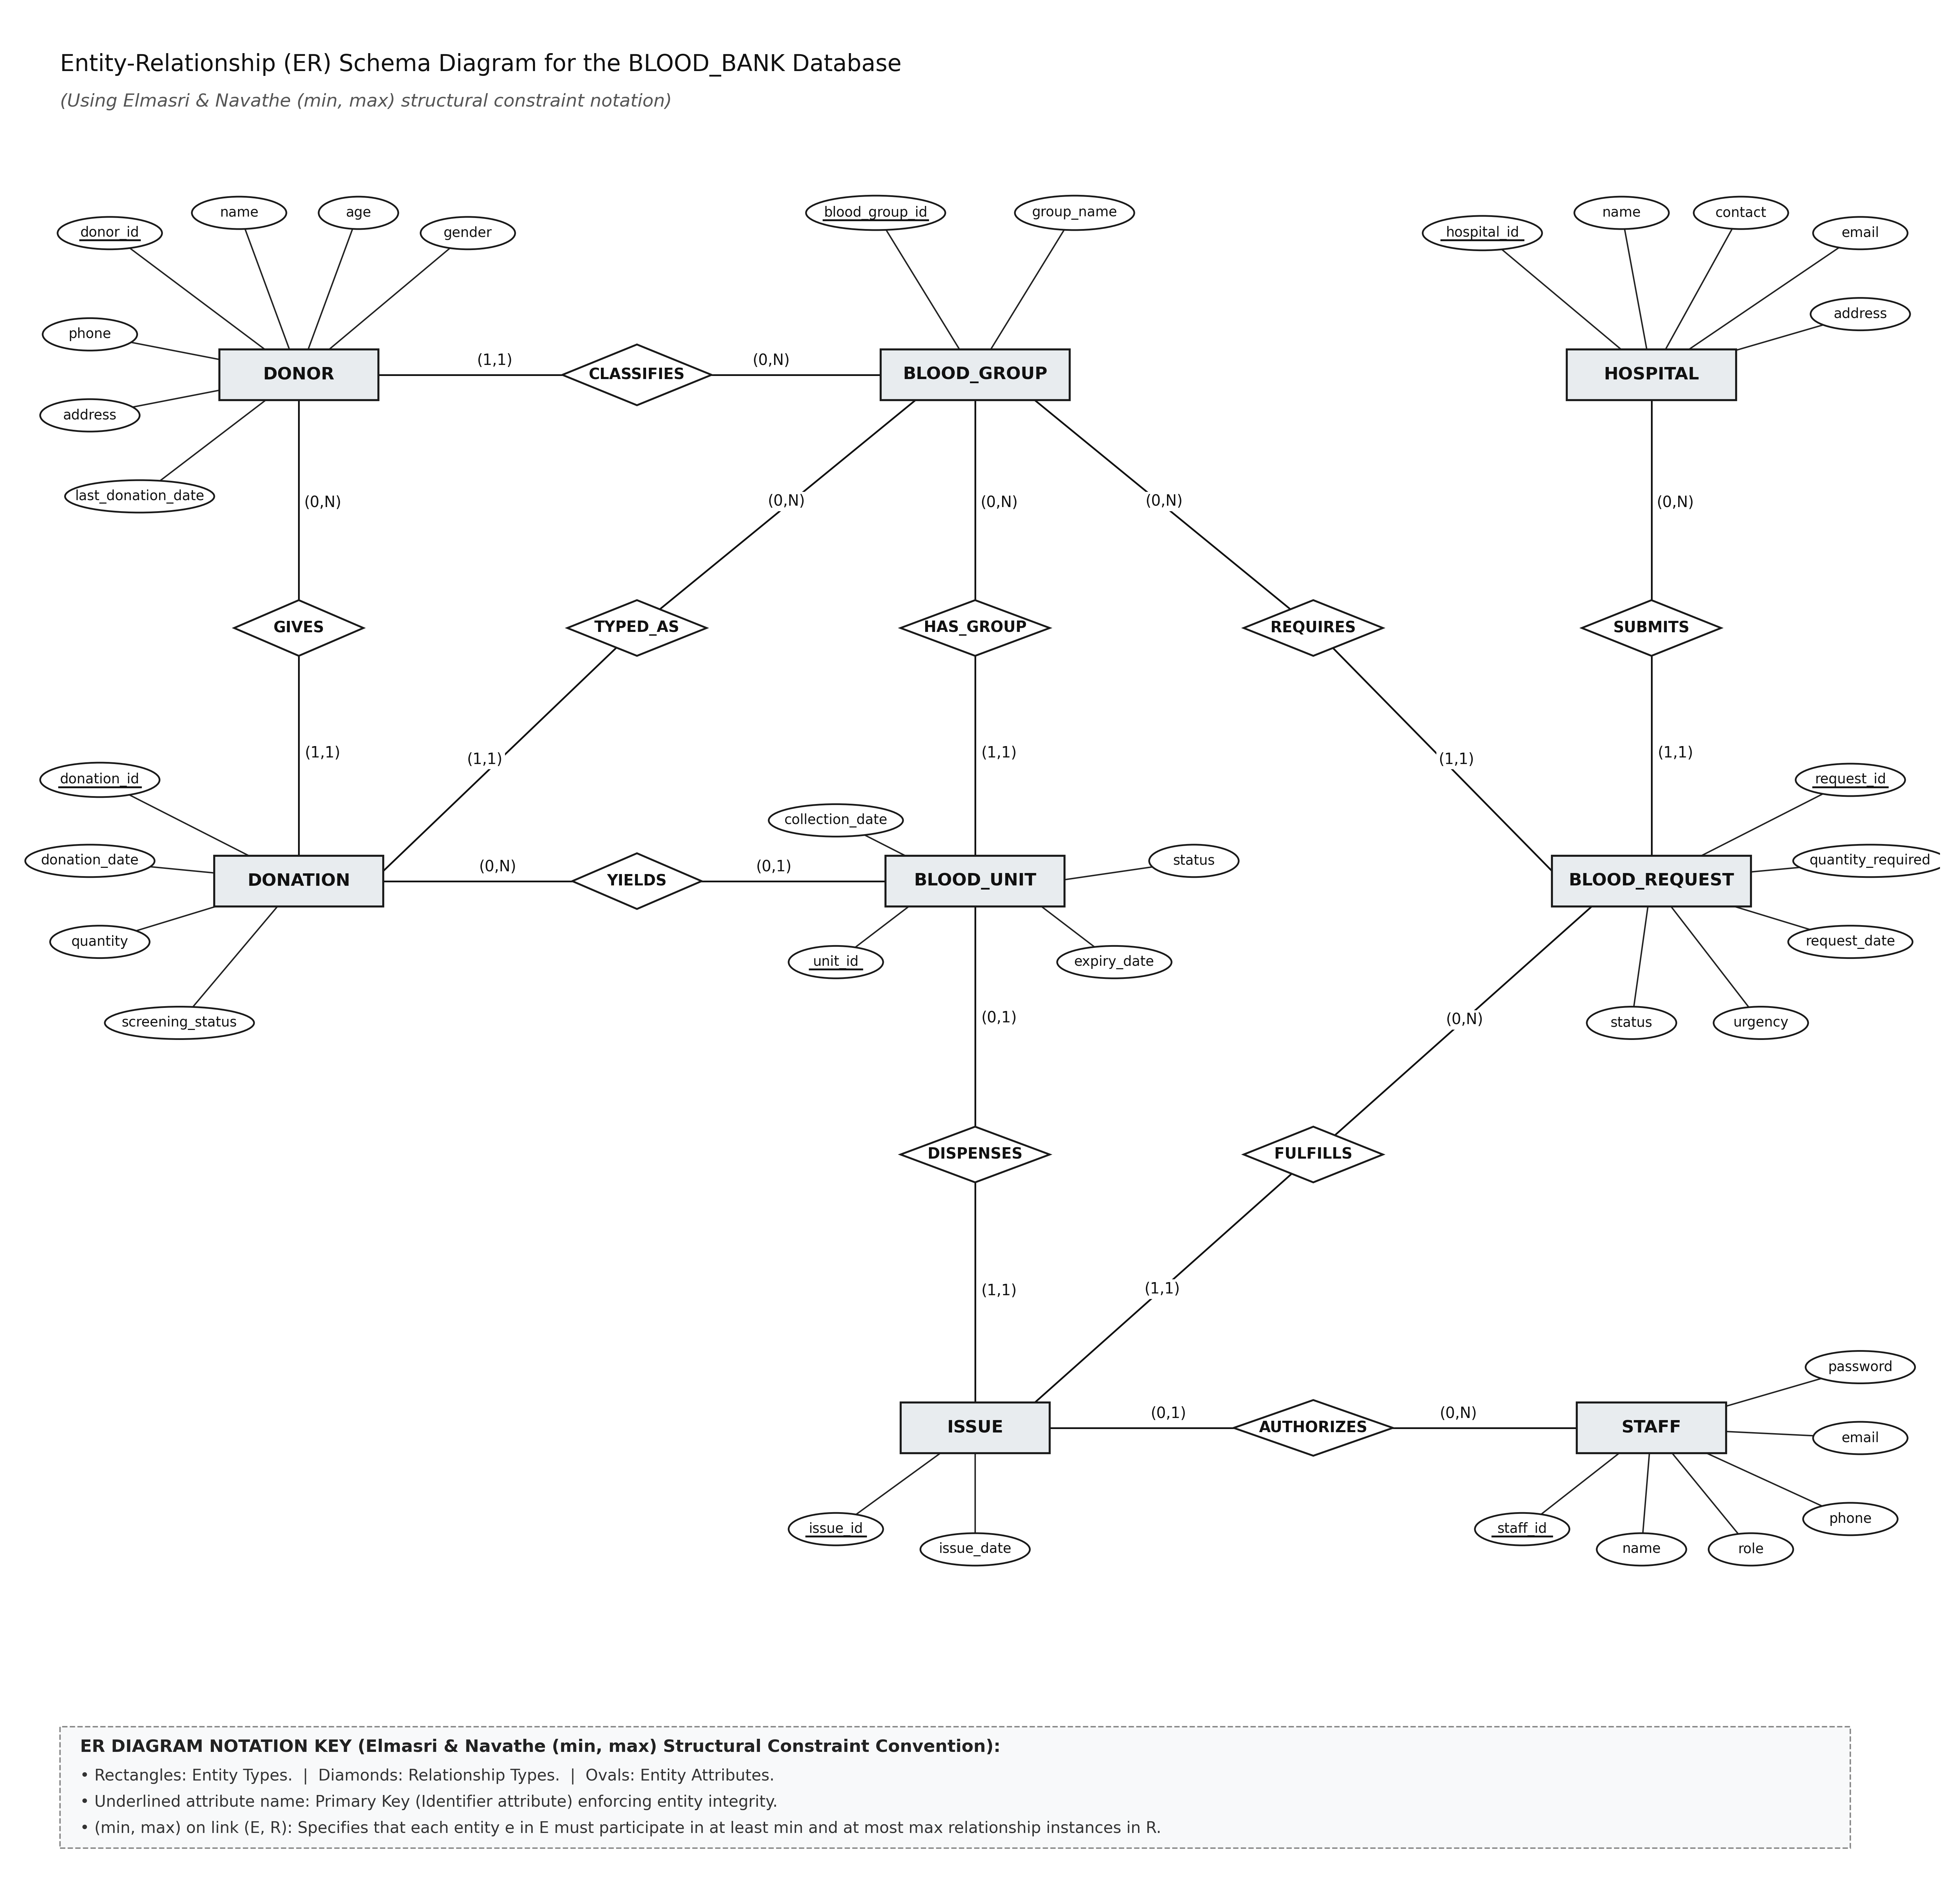 Entity-Relationship (ER) Schema Diagram for the BLOOD_BANK Database
(Using Elmasri & Navathe (min, max) structural constraint notation)
donor_id
name
age
gender
blood_group_id
group_name
hospital_id
name
contact
email
phone
address
DONOR
(1,1)
CLASSIFIES
(0,N)
BLOOD_GROUP
HOSPITAL
address
last_donation_date
(0,N)
(0,N)
(0,N)
(0,N)
(0,N)
GIVES
TYPED_AS
HAS_GROUP
REQUIRES
SUBMITS
(1,1)
(1,1)
(1,1)
(1,1)
(1,1)
donation_id
request_id
collection_date
donation_date
status
quantity_required
DONATION
(0,N)
YIELDS
(0,1)
BLOOD_UNIT
BLOOD_REQUEST
quantity
unit_id
expiry_date
request_date
screening_status
(0,1)
(0,N)
status
urgency
DISPENSES
FULFILLS
(1,1)
(1,1)
password
ISSUE
(0,1)
AUTHORIZES
(0,N)
STAFF
email
issue_id
issue_date
staff_id
name
role
phone
ER DIAGRAM NOTATION KEY (Elmasri & Navathe (min, max) Structural Constraint Convention):
• Rectangles: Entity Types. | Diamonds: Relationship Types. | Ovals: Entity Attributes.
• Underlined attribute name: Primary Key (Identifier attribute) enforcing entity integrity.
• (min, max) on link (E, R): Specifies that each entity e in E must participate in at least min and at most max relationship instances in R.